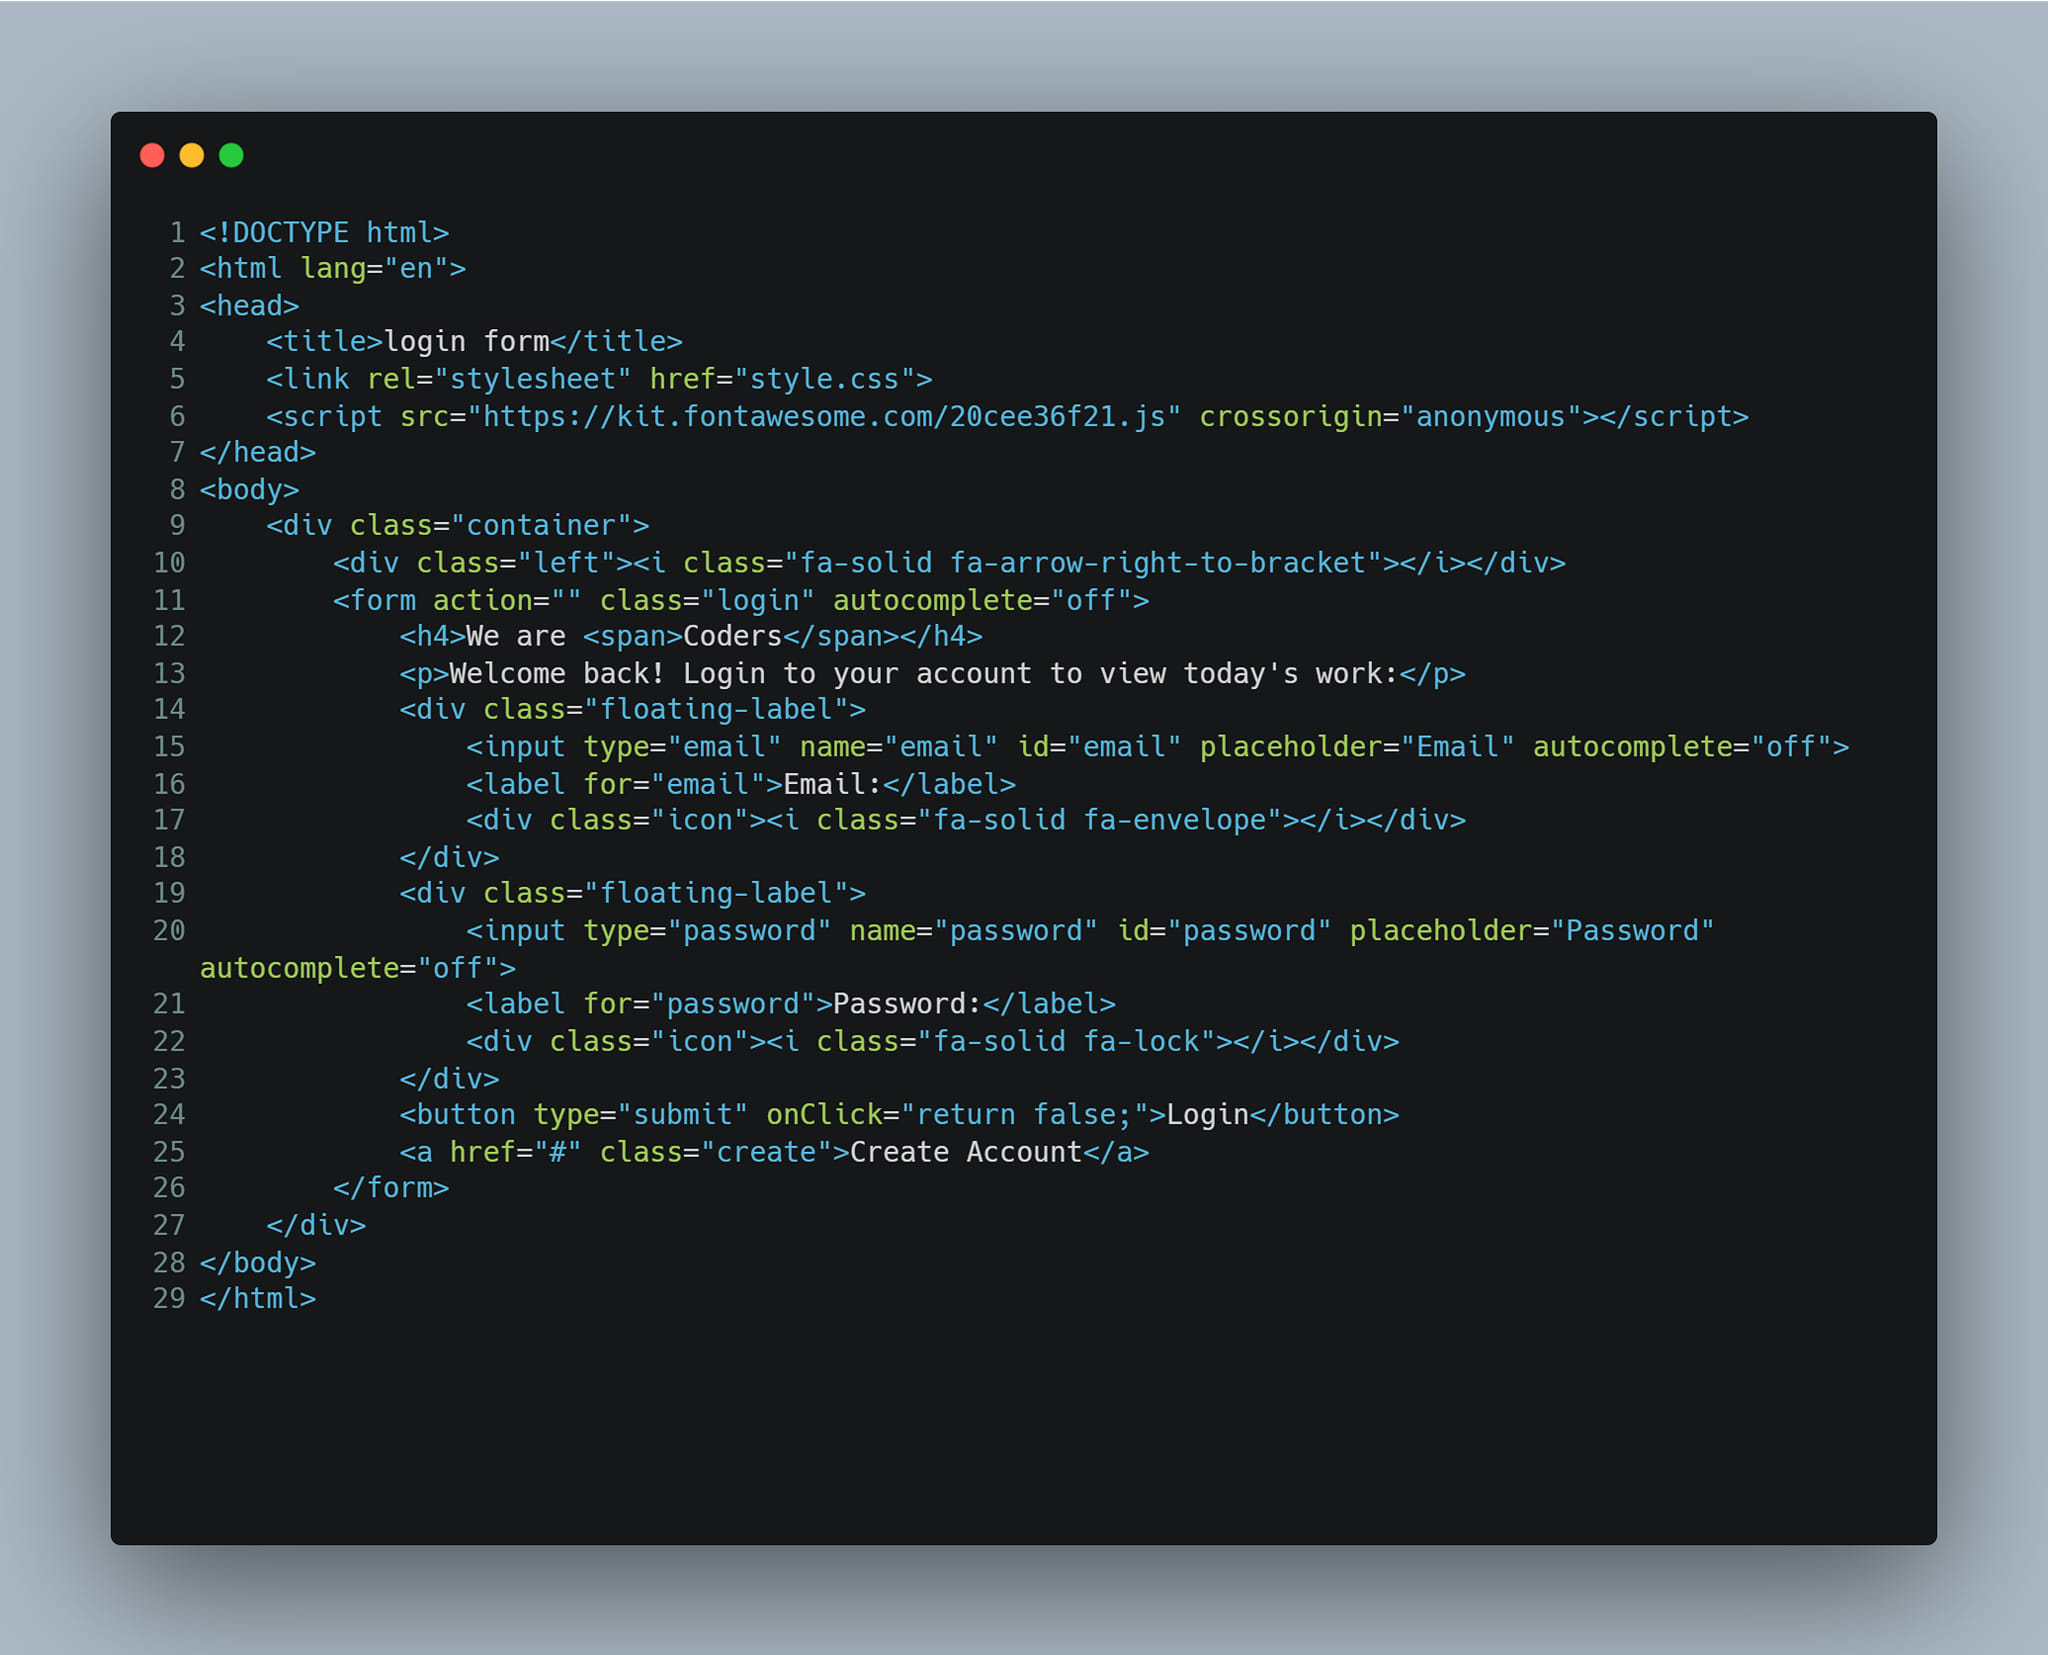 1 <!DOCTYPE html>
2 <html lang="en">
3 <head>
4     <title>login form</title>
5     <link rel="stylesheet" href="style.css">
6     <script src="https://kit.fontawesome.com/20cee36f21.js" crossorigin="anonymous"></script>
7 </head>
8 <body>
9     <div class="container">
10         <div class="left"><i class="fa-solid fa-arrow-right-to-bracket"></i></div>
11         <form action="" class="login" autocomplete="off">
12             <h4>We are <span>Coders</span></h4>
13             <p>Welcome back! Login to your account to view today's work:</p>
14             <div class="floating-label">
15                 <input type="email" name="email" id="email" placeholder="Email" autocomplete="off">
16                 <label for="email">Email:</label>
17                 <div class="icon"><i class="fa-solid fa-envelope"></i></div>
18             </div>
19             <div class="floating-label">
20                 <input type="password" name="password" id="password" placeholder="Password"
autocomplete="off">
21                 <label for="password">Password:</label>
22                 <div class="icon"><i class="fa-solid fa-lock"></i></div>
23             </div>
24             <button type="submit" onClick="return false;">Login</button>
25             <a href="#" class="create">Create Account</a>
26         </form>
27     </div>
28 </body>
29 </html>